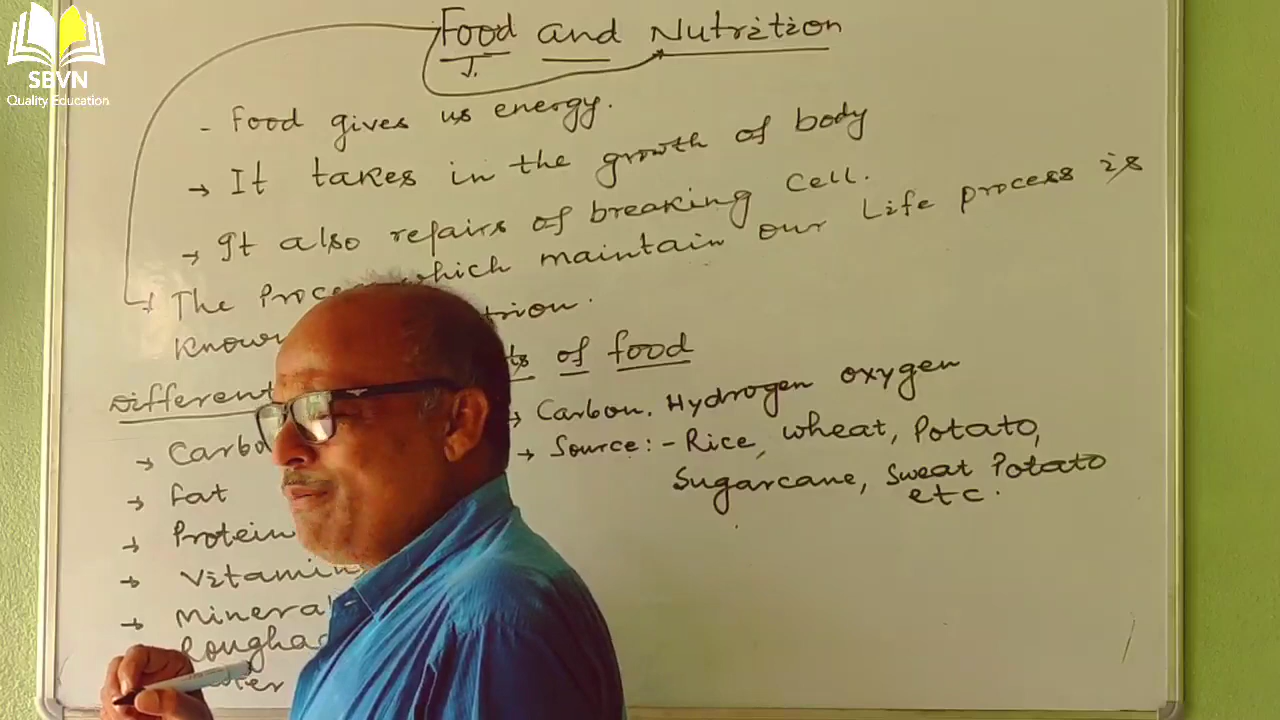 SBVN
Quality Education
Food and Nutrition
- Food gives us energy.
→ It takes in the growth of body
→ It also repairs of breaking cell.
The which maintain our Life process is
of food
Different
→ Carbon, Hydrogen oxygen
→ Source :- Rice, wheat, Potato,
Sugarcane, Sweat Potato
etc.
→ Fat
→ Protein
→ Vitamin
→ Mineral